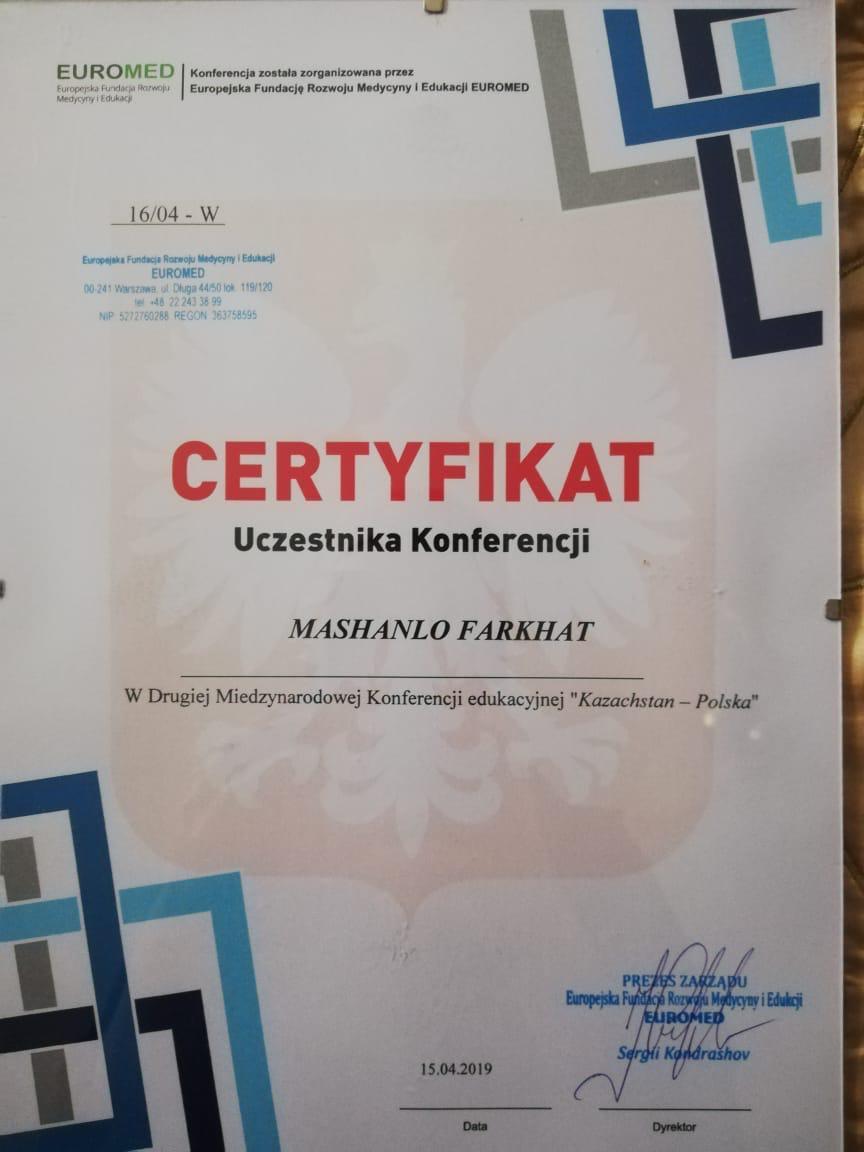 EUROMED
Europejska Fundacja Rozwoju
Medycyny i Edukacji
Konferencja została zorganizowana przez
Europejska Fundację Rozwoju Medycyny i Edukacji EUROMED
16/04 - W
Europejska Fundacja Rozwoju Medycyny i Edukacji
EUROMED
00-241 Warszawa, ul. Długa 44/50 lok. 119/120
tel. +48 22 243 38 99
NIP 5272760288 REGON 363758595
CERTYFIKAT
Uczestnika Konferencji
MASHANLO FARKHAT
W Drugiej Miedzynarodowej Konferencji edukacyjnej "Kazachstan – Polska"
PREZES ZARZĄDU
Europejska Fundacja Rozwoju Medycyny i Edukcji
EUROMED
Sergii Kondrashov
15.04.2019
Data
Dyrektor